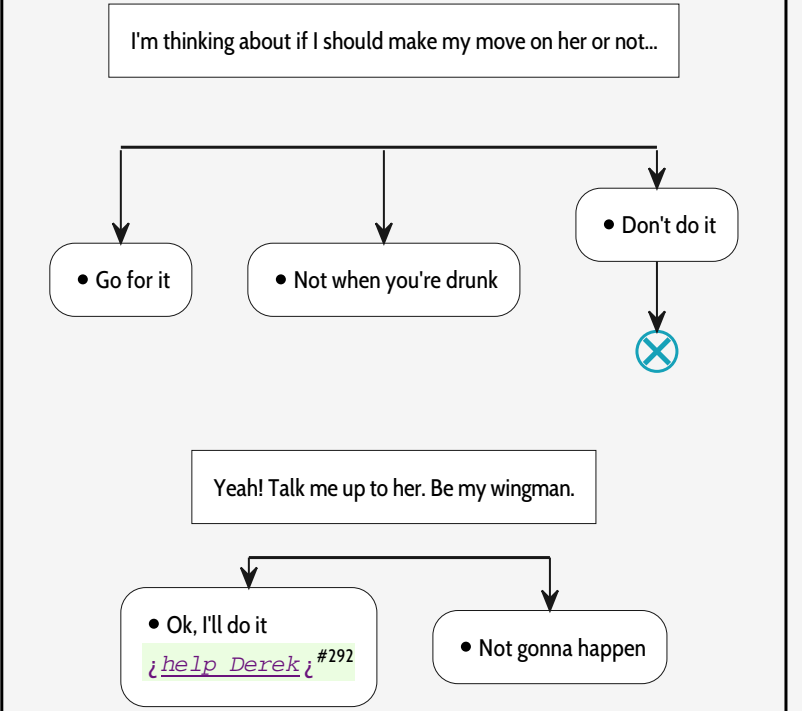 I'm thinking about if I should make my move on her or not...
• Don't do it
• Go for it
• Not when you're drunk
Yeah! Talk me up to her. Be my wingman.
• Ok, I'll do it
¿help Derek¿#292
• Not gonna happen